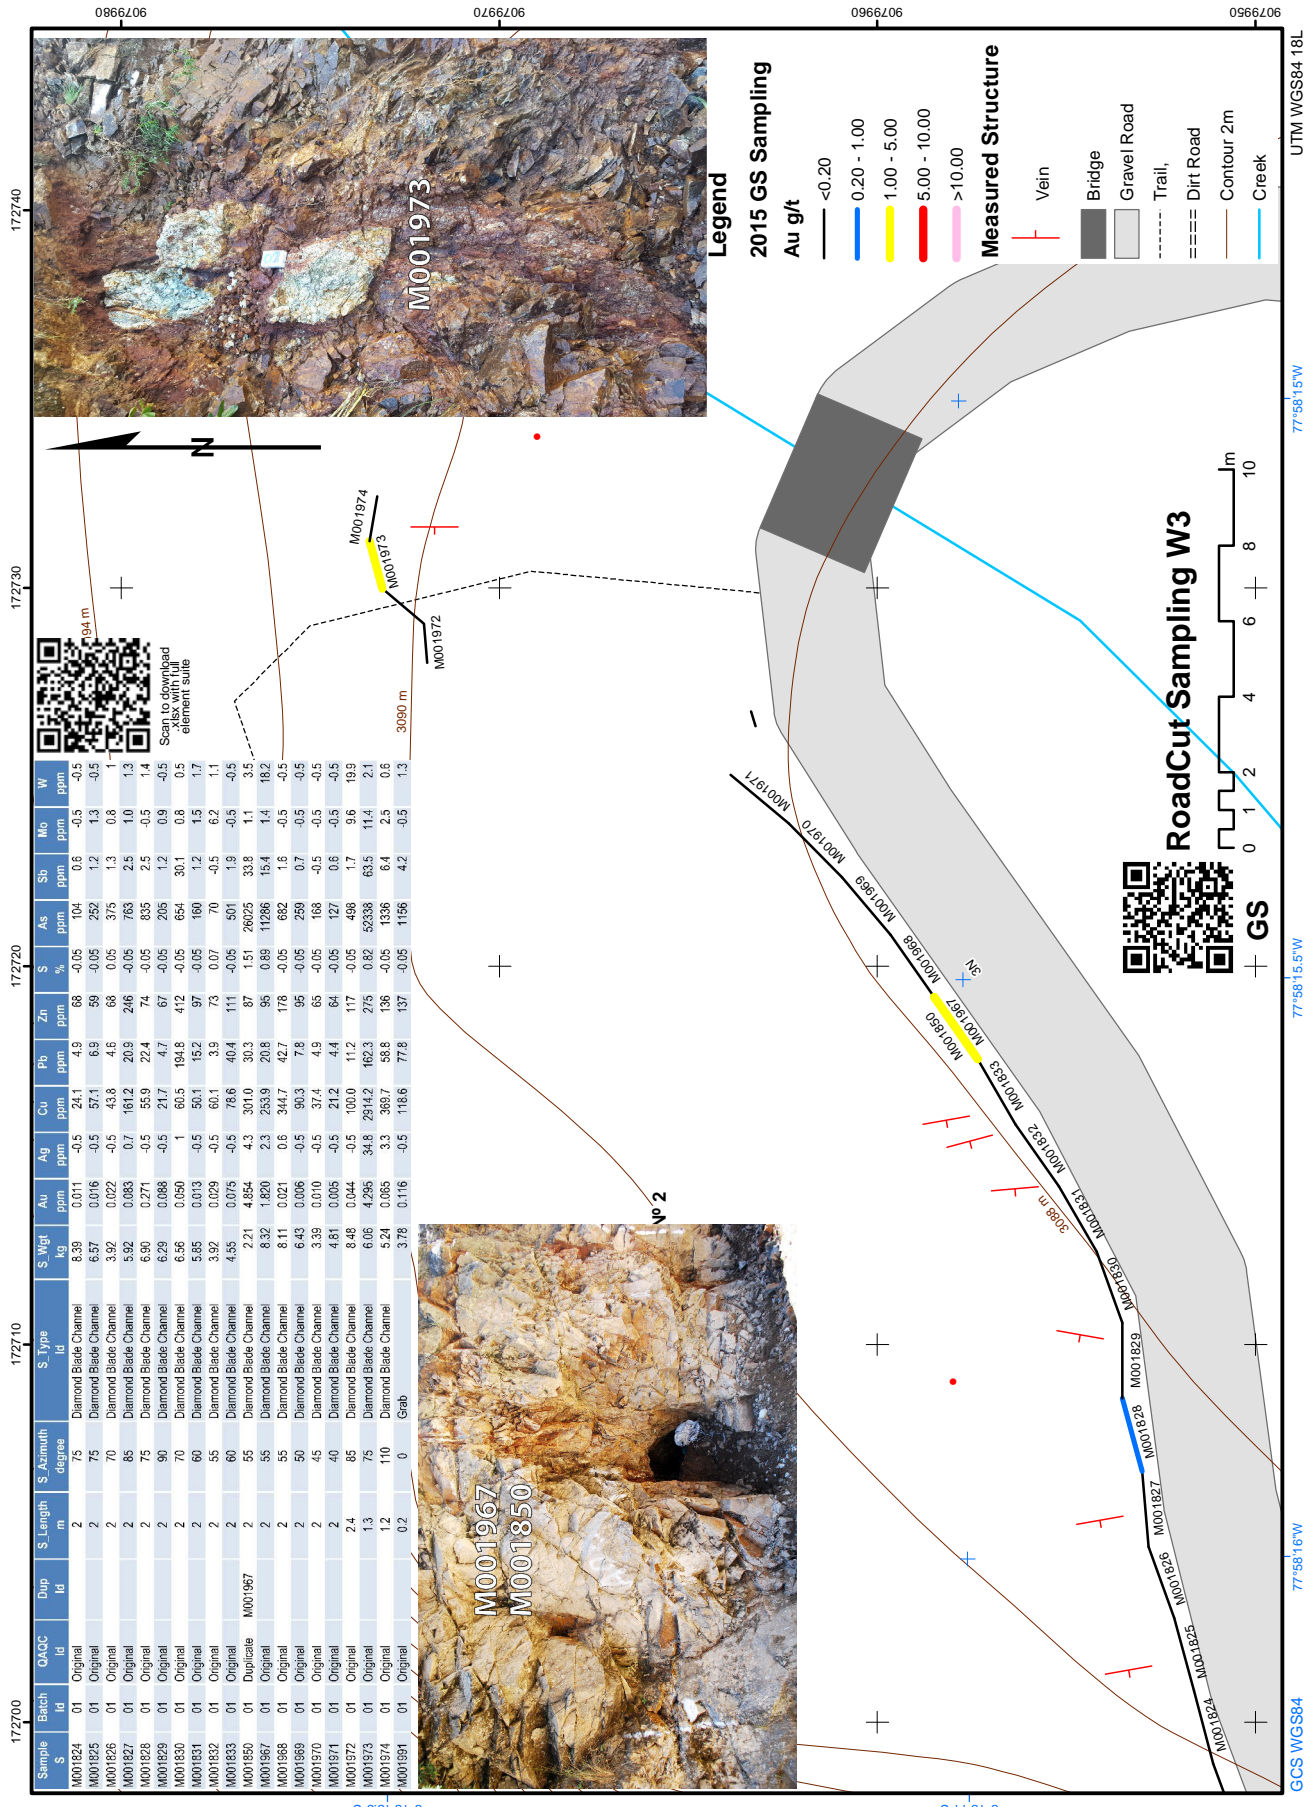 Sample Batch QAQC Dup S_Length S_Azimuth S_Type S_Wgt Au Ag Cu Pb Zn S As Sb Mo W
S Id Id Id m degree Id kg ppm ppm ppm ppm ppm % ppm ppm ppm ppm
M001824 01 Original 2 75 Diamond Blade Channel 8.39 0.011 -0.5 24.1 4.9 68 -0.05 104 0.6 -0.5 -0.5
M001825 01 Original 2 75 Diamond Blade Channel 6.57 0.016 -0.5 57.1 6.9 59 -0.05 252 1.2 1.3 -0.5
M001826 01 Original 2 70 Diamond Blade Channel 3.92 0.022 -0.5 43.8 4.6 68 0.05 375 1.3 0.8 1
M001827 01 Original 2 85 Diamond Blade Channel 5.92 0.083 0.7 161.2 20.9 246 -0.05 763 2.5 1.0 1.3
M001828 01 Original 2 75 Diamond Blade Channel 6.90 0.271 -0.5 55.9 22.4 74 -0.05 835 2.5 -0.5 1.4
M001829 01 Original 2 90 Diamond Blade Channel 6.29 0.088 -0.5 21.7 4.7 67 -0.05 205 1.2 0.9 -0.5
M001830 01 Original 2 70 Diamond Blade Channel 6.56 0.050 1 60.5 194.8 412 -0.05 654 30.1 0.8 0.5
M001831 01 Original 2 60 Diamond Blade Channel 5.85 0.013 -0.5 50.1 15.2 97 -0.05 160 1.2 1.5 1.7
M001832 01 Original 2 55 Diamond Blade Channel 3.92 0.029 -0.5 60.1 3.9 73 0.07 70 -0.5 6.2 1.1
M001833 01 Original 2 60 Diamond Blade Channel 4.55 0.075 -0.5 78.6 40.4 111 -0.05 501 1.9 -0.5 -0.5
M001850 01 Duplicate M001967 2 55 Diamond Blade Channel 2.21 4.854 4.3 301.0 30.3 87 1.51 26025 33.8 1.1 3.5
M001967 01 Original 2 55 Diamond Blade Channel 8.32 1.820 2.3 253.9 20.8 95 0.89 11286 15.4 1.4 18.2
M001968 01 Original 2 55 Diamond Blade Channel 8.11 0.021 0.6 344.7 42.7 178 -0.05 682 1.6 -0.5 -0.5
M001969 01 Original 2 50 Diamond Blade Channel 6.43 0.006 -0.5 90.3 7.8 95 -0.05 259 0.7 -0.5 -0.5
M001970 01 Original 2 45 Diamond Blade Channel 3.39 0.010 -0.5 37.4 4.9 65 -0.05 168 -0.5 -0.5 -0.5
M001971 01 Original 2 40 Diamond Blade Channel 4.81 0.005 -0.5 21.2 4.4 64 -0.05 127 0.6 -0.5 -0.5
M001972 01 Original 2.4 85 Diamond Blade Channel 8.48 0.044 -0.5 100.0 11.2 117 -0.05 498 1.7 9.6 19.9
M001973 01 Original 1.3 75 Diamond Blade Channel 6.06 4.295 34.8 2914.2 162.3 275 0.82 52338 63.5 11.4 2.1
M001974 01 Original 1.2 110 Diamond Blade Channel 5.24 0.065 3.3 369.7 58.8 136 -0.05 1336 6.4 2.5 0.6
M001991 01 Original 0.2 0 Grab 3.78 0.116 -0.5 118.6 77.8 137 -0.05 1156 4.2 -0.5 1.3
172700 172710 172720 172730 172740
9079980
9079970
9079960
9079950
94 m
Scan to download
.xlsx with full
element suite
3090 m
N
M001973
M001972
M001973
M001974
M001967
M001850
Nº 2
3088 m
M001824
M001825
M001826
M001827
M001828
M001829
M001830
M001831
M001832
M001833
M001850
M001967
3N
M001968
M001969
M001970
M001971
Legend
2015 GS Sampling
Au g/t
<0.20
0.20 - 1.00
1.00 - 5.00
5.00 - 10.00
>10.00
Measured Structure
Vein
Bridge
Gravel Road
Trail,
Dirt Road
Contour 2m
Creek
GS
RoadCut Sampling W3
0 1 2 4 6 8 10
m
GCS WGS84
77°58'16"W
77°58'15.5"W
77°58'15"W
UTM WGS84 18L